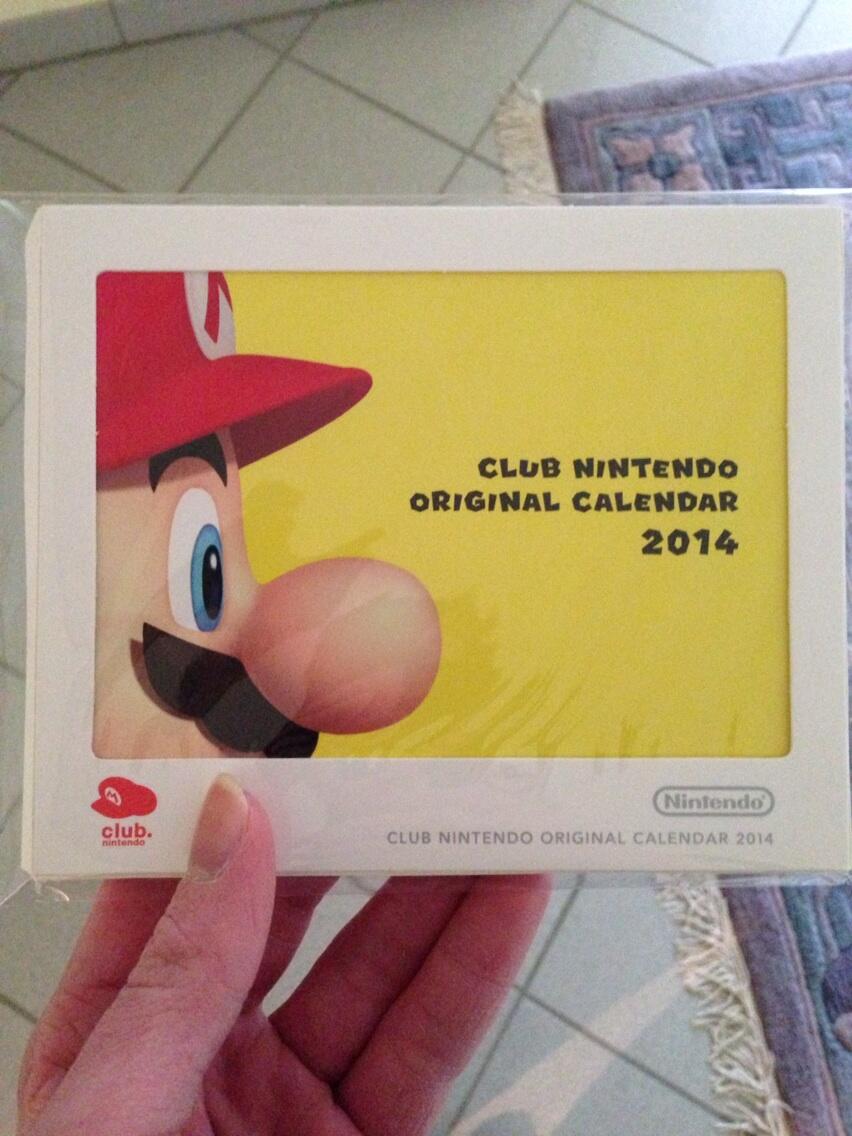 CLUB NINTENDO
ORIGINAL CALENDAR
2014
M
club.
nintendo
Nintendo
CLUB NINTENDO ORIGINAL CALENDAR 2014